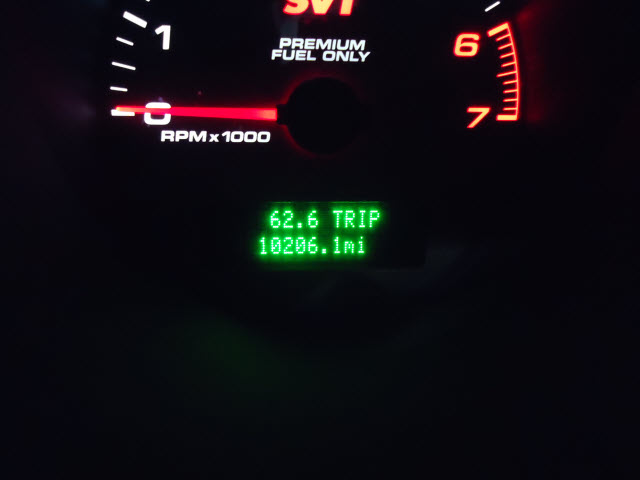 SVT
1
PREMIUM
FUEL ONLY
6
0
7
RPM x 1000
62.6 TRIP
10206.1mi